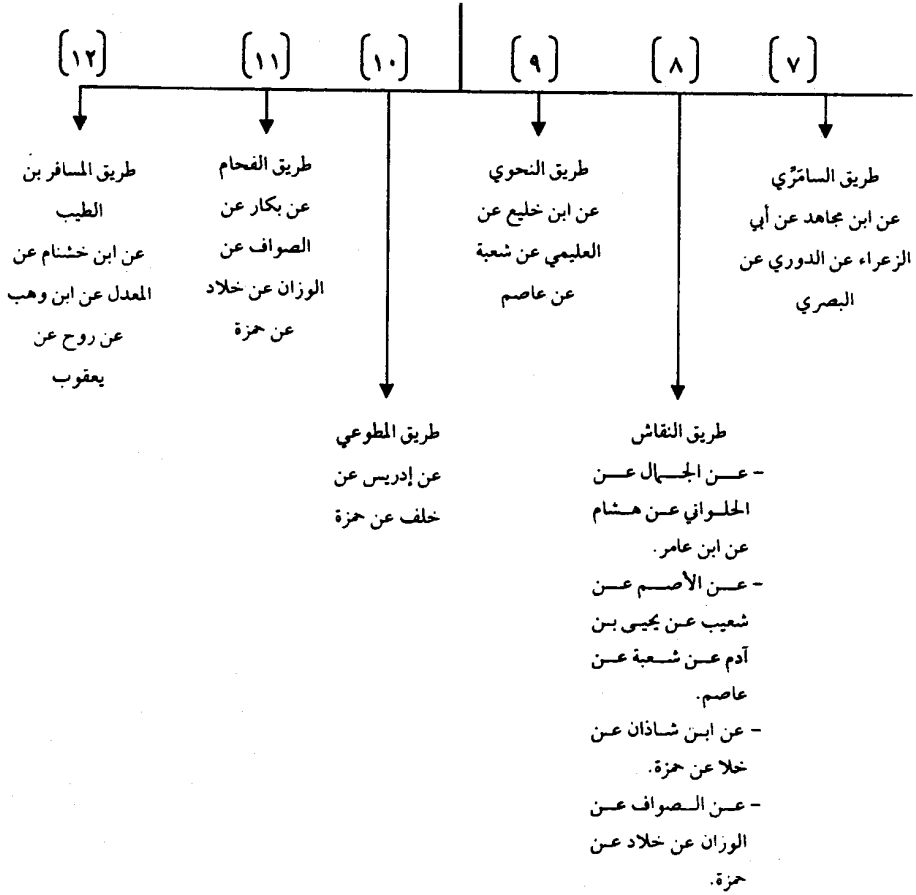 [٧]
[٨]
[٩]
[١٠]
[١١]
[١٢]
طريق السامَرِّي
عن ابن مجاهد عن أبي
الزعراء عن الدوري عن
البصري
طريق النقاش
– عن الجمال عن
الحلواني عن هشام
عن ابن عامر.
– عن الأصم عن
شعيب عن يحيى بن
آدم عن شعبة عن
عاصم.
– عن ابن شاذان عن
خلا عن حمزة.
– عن الصواف عن
الوزان عن خلاد عن
حمزة.
طريق النحوي
عن ابن خليع عن
العليمي عن شعبة
عن عاصم
طريق المطوعي
عن إدريس عن
خلف عن حمزة
طريق الفحام
عن بكار عن
الصواف عن
الوزان عن خلاد
عن حمزة
طريق المسافر بن
الطيب
عن ابن خشنام عن
المعدل عن ابن وهب
عن روح عن
يعقوب